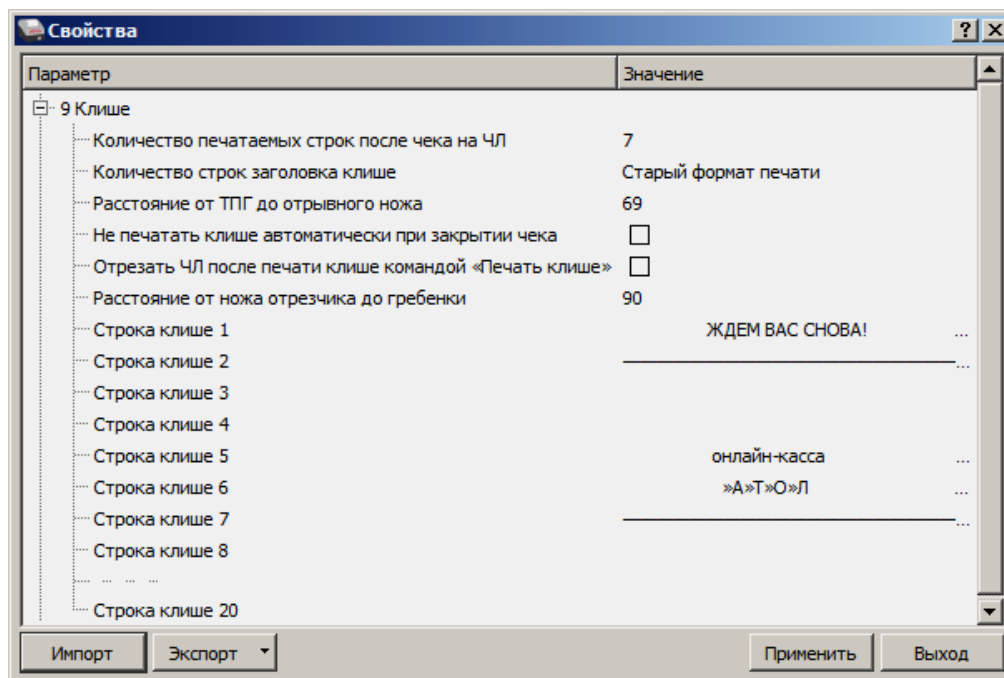 Свойства
Параметр Значение
9 Клише
Количество печатаемых строк после чека на ЧЛ 7
Количество строк заголовка клише Старый формат печати
Расстояние от ТПГ до отрывного ножа 69
Не печатать клише автоматически при закрытии чека
Отрезать ЧЛ после печати клише командой «Печать клише»
Расстояние от ножа отрезчика до гребенки 90
Строка клише 1 ЖДЕМ ВАС СНОВА! ...
Строка клише 2 ...
Строка клише 3
Строка клише 4
Строка клише 5 онлайн-касса ...
Строка клише 6 »А»Т»О»Л ...
Строка клише 7 ...
Строка клише 8
... ... ... ...
Строка клише 20
Импорт Экспорт Применить Выход